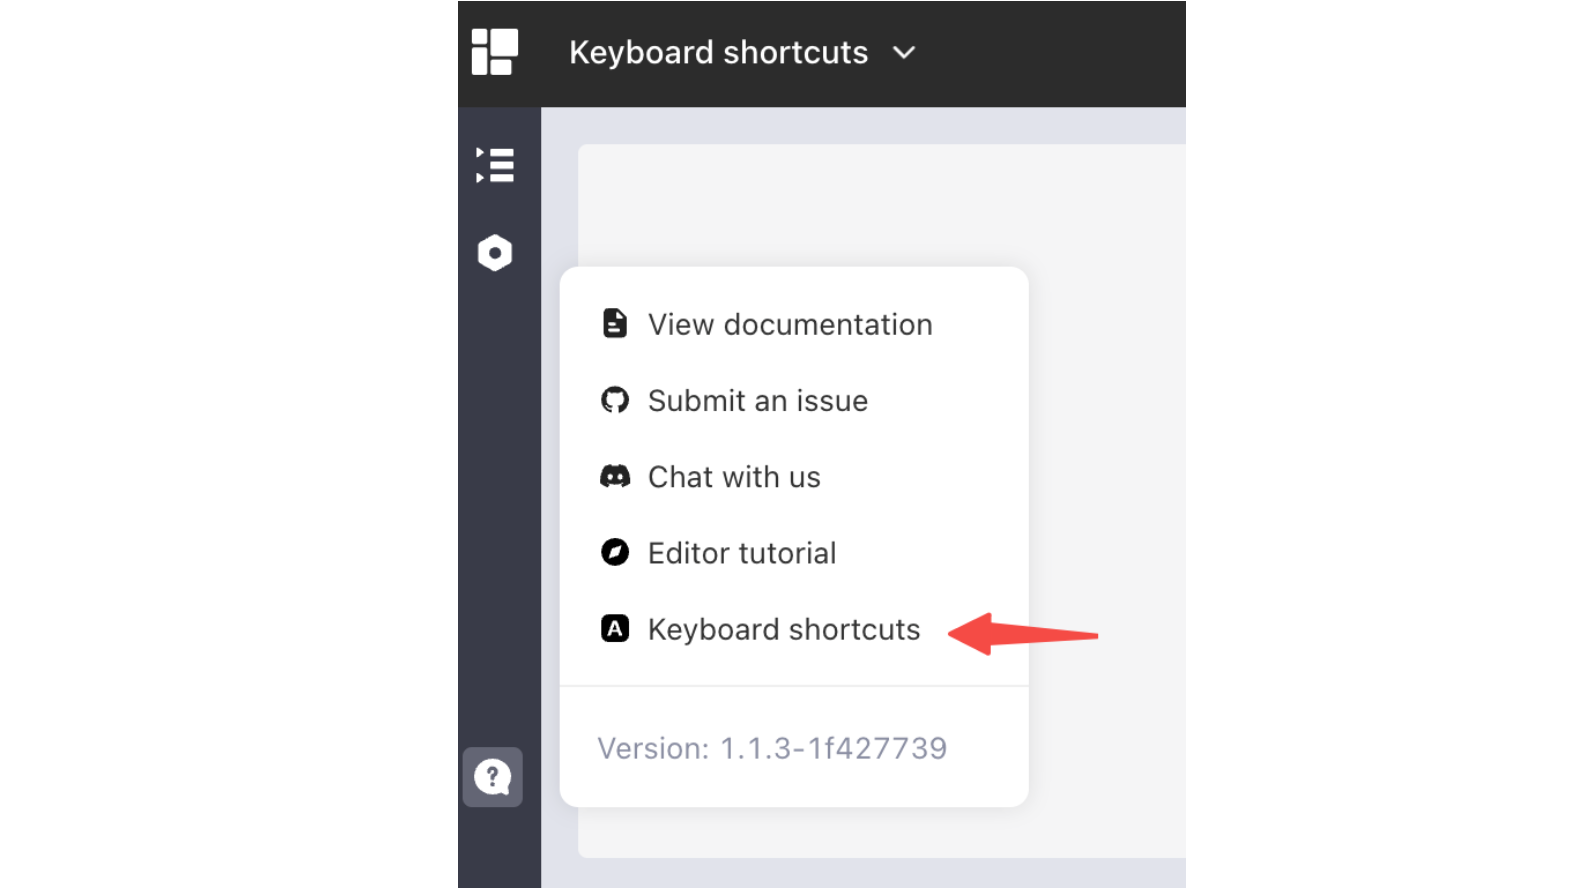 Keyboard shortcuts
View documentation
Submit an issue
Chat with us
Editor tutorial
A Keyboard shortcuts
Version: 1.1.3-1f427739
?